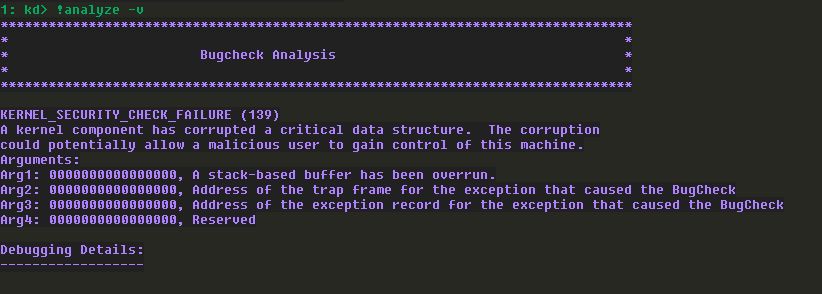 1: kd> !analyze -v
*******************************************************************************
*                                                                             *
*                        Bugcheck Analysis                                    *
*                                                                             *
*******************************************************************************
KERNEL_SECURITY_CHECK_FAILURE (139)
A kernel component has corrupted a critical data structure.  The corruption
could potentially allow a malicious user to gain control of this machine.
Arguments:
Arg1: 0000000000000000, A stack-based buffer has been overrun.
Arg2: 0000000000000000, Address of the trap frame for the exception that caused the BugCheck
Arg3: 0000000000000000, Address of the exception record for the exception that caused the BugCheck
Arg4: 0000000000000000, Reserved
Debugging Details:
------------------